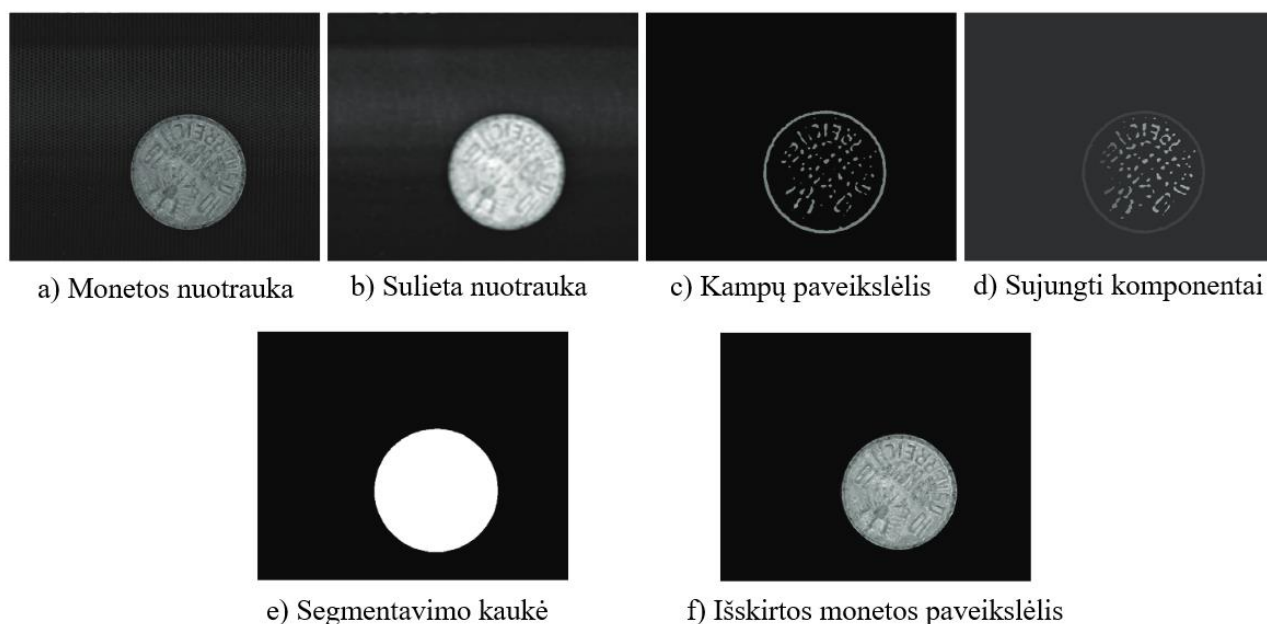 a) Monetos nuotrauka
b) Sulieta nuotrauka
c) Kampų paveikslėlis
d) Sujungti komponentai
e) Segmentavimo kaukė
f) Išskirtos monetos paveikslėlis